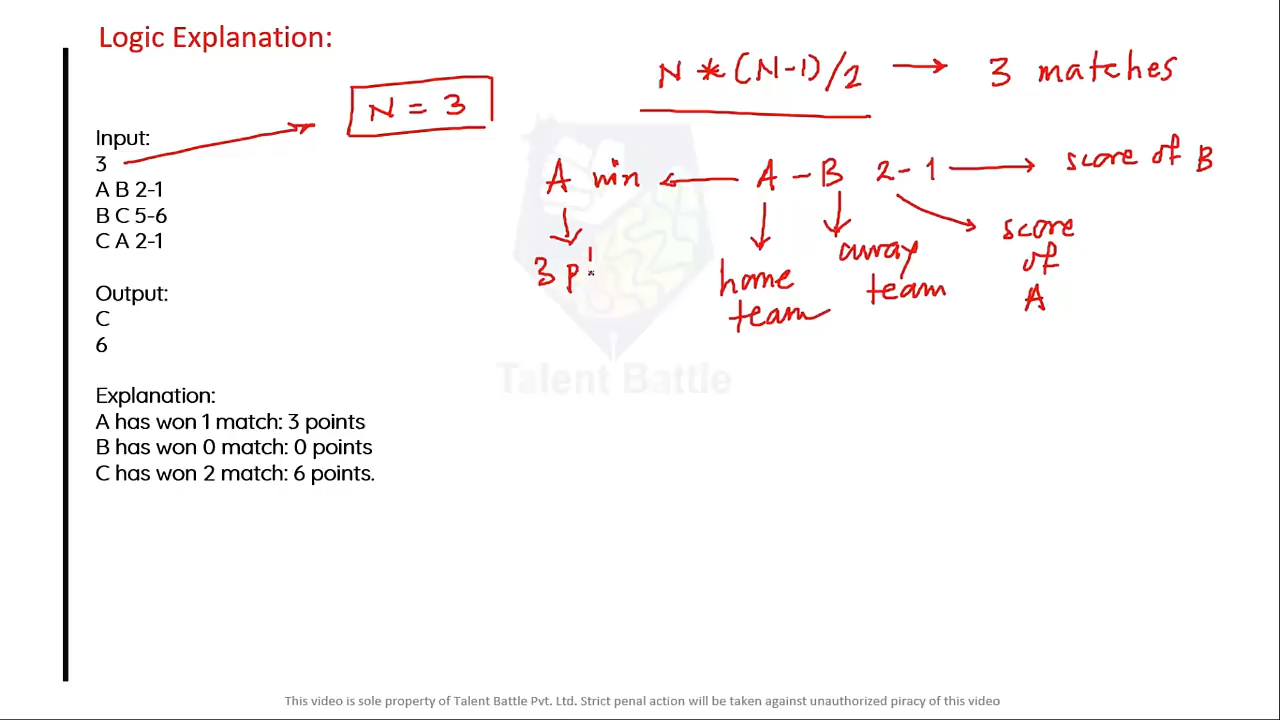 Logic Explanation:
N * (N-1)/2 → 3 matches
N = 3
Input:
3
A B 2-1
B C 5-6
C A 2-1
Output:
C
6
Explanation:
A has won 1 match: 3 points
B has won 0 match: 0 points
C has won 2 match: 6 points.
A win ← A - B 2 - 1 → score of B
3 p
home
team
away
team
score
of
A
Talent Battle
This video is sole property of Talent Battle Pvt. Ltd. Strict penal action will be taken against unauthorized piracy of this video